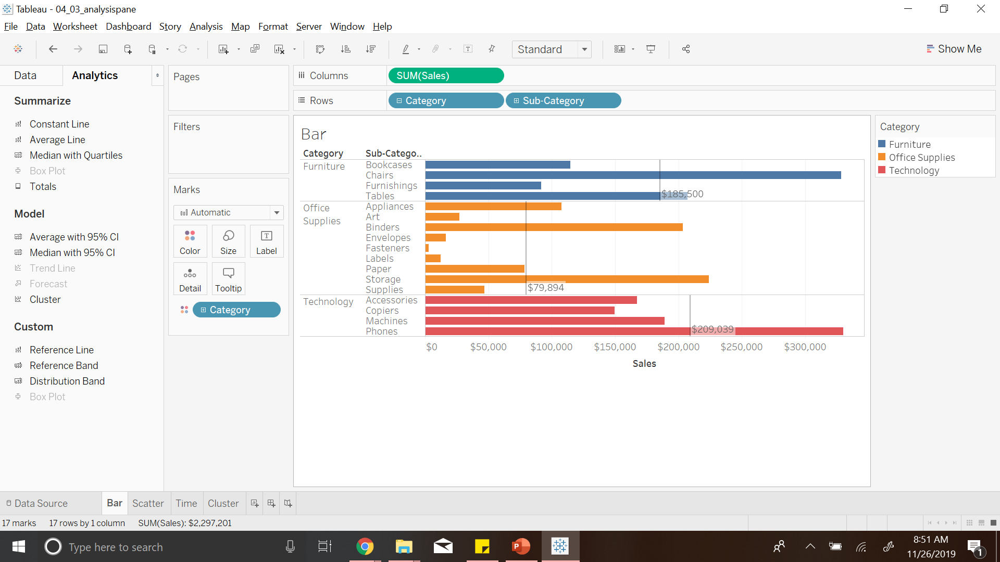 Tableau - 04_03_analysispane
File Data Worksheet Dashboard Story Analysis Map Format Server Window Help
Standard
Show Me
Data Analytics
Summarize
Constant Line
Average Line
Median with Quartiles
Box Plot
Totals
Model
Average with 95% CI
Median with 95% CI
Trend Line
Forecast
Cluster
Custom
Reference Line
Reference Band
Distribution Band
Box Plot
Pages
Filters
Marks
Automatic
Color Size Label
Detail Tooltip
Category
Columns SUM(Sales)
Rows Category Sub-Category
Bar
Category Sub-Catego..
Furniture Bookcases
Chairs
Furnishings
Tables $185,500
Office Supplies Appliances
Art
Binders
Envelopes
Fasteners
Labels
Paper
Storage
Supplies $79,894
Technology Accessories
Copiers
Machines
Phones $209,039
$0 $50,000 $100,000 $150,000 $200,000 $250,000 $300,000
Sales
Category
Furniture
Office Supplies
Technology
Data Source Bar Scatter Time Cluster
17 marks 17 rows by 1 column SUM(Sales): $2,297,201
Type here to search
8:51 AM
11/26/2019
1